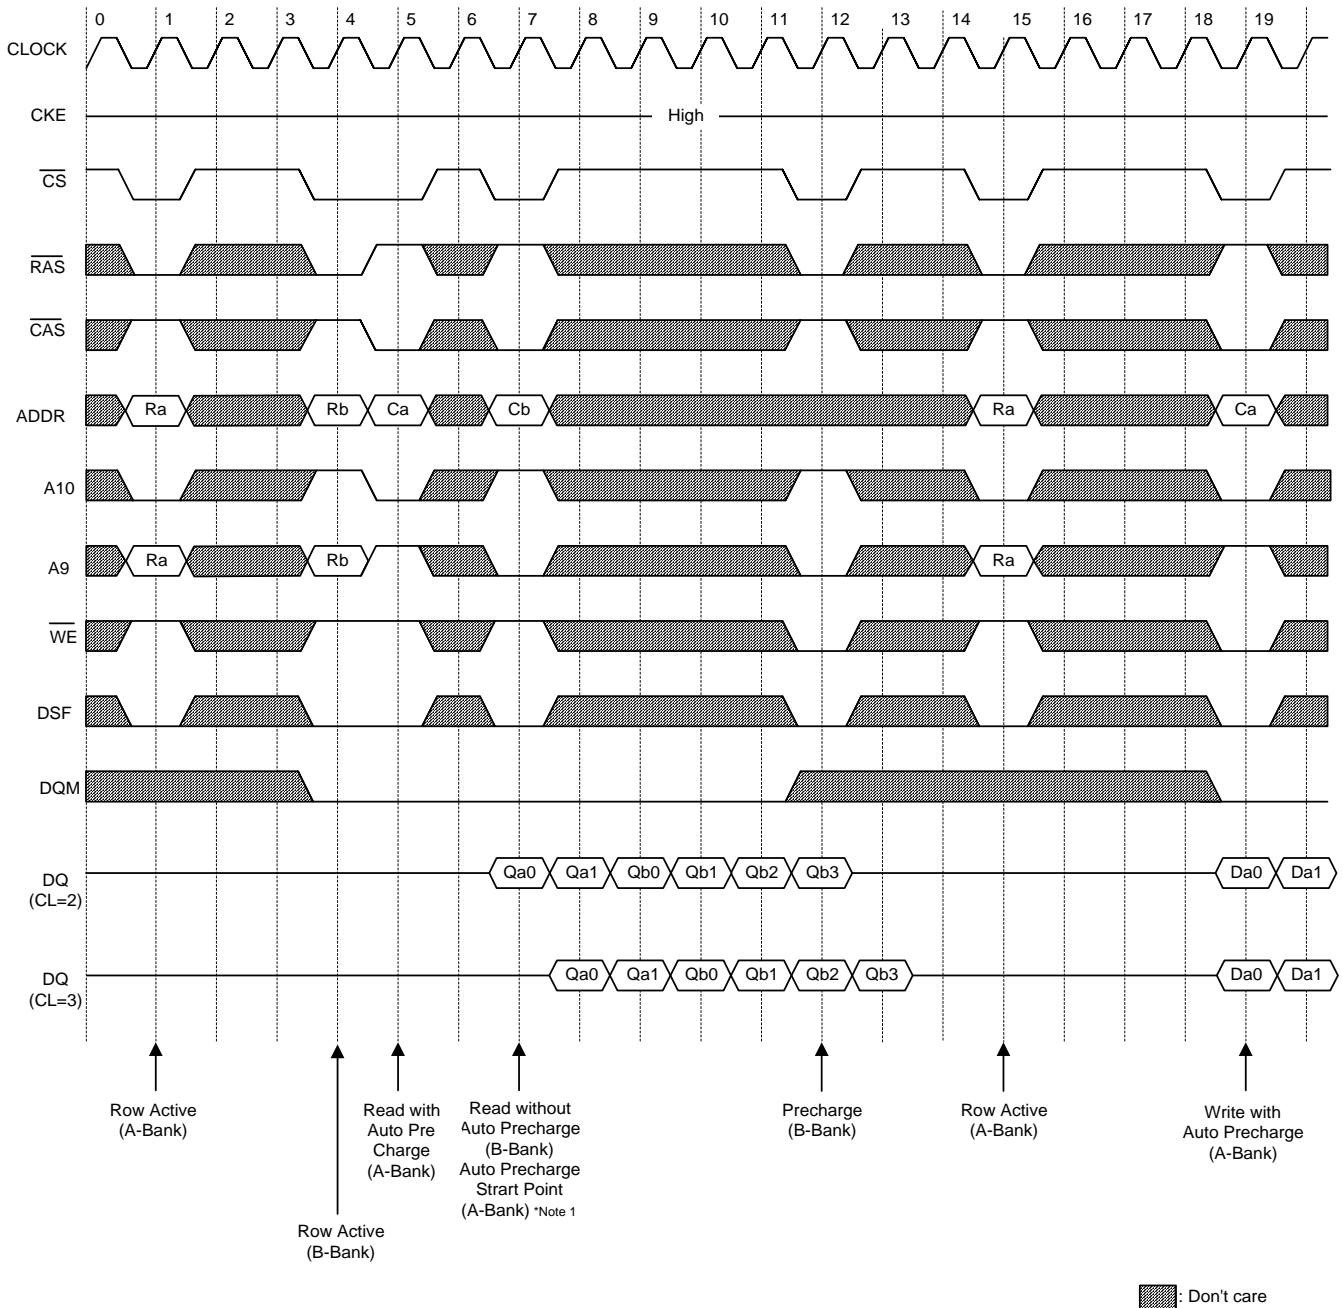 0 1 2 3 4 5 6 7 8 9 10 11 12 13 14 15 16 17 18 19
CLOCK
CKE High
CS
RAS
CAS
ADDR Ra Rb Ca Cb Ra Ca
A10
A9 Ra Rb Ra
WE
DSF
DQM
DQ
(CL=2)
Qa0 Qa1 Qb0 Qb1 Qb2 Qb3 Da0 Da1
DQ
(CL=3)
Qa0 Qa1 Qb0 Qb1 Qb2 Qb3 Da0 Da1
Row Active
(A-Bank)
Row Active
(B-Bank)
Read with
Auto Pre
Charge
(A-Bank)
Read without
Auto Precharge
(B-Bank)
Auto Precharge
Strart Point
(A-Bank) *Note 1
Precharge
(B-Bank)
Row Active
(A-Bank)
Write with
Auto Precharge
(A-Bank)
: Don't care